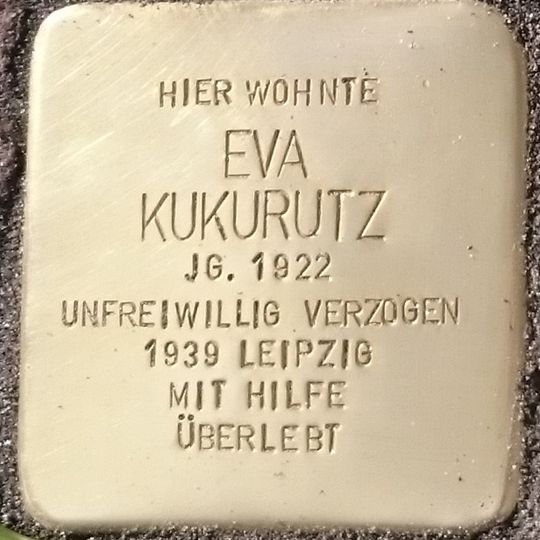 HIER WOHNTE
EVA
KUKURUTZ
JG. 1922
UNFREIWILLIG VERZOGEN
1939 LEIPZIG
MIT HILFE
ÜBERLEBT